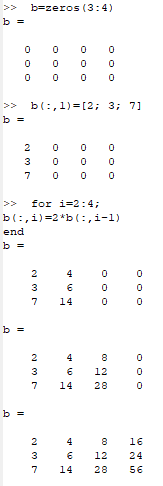 >> b=zeros(3:4)
b =
0 0 0 0
0 0 0 0
0 0 0 0
>> b(:,1)=[2; 3; 7]
b =
2 0 0 0
3 0 0 0
7 0 0 0
>> for i=2:4;
b(:,i)=2*b(:,i-1)
end
b =
2 4 0 0
3 6 0 0
7 14 0 0
b =
2 4 8 0
3 6 12 0
7 14 28 0
b =
2 4 8 16
3 6 12 24
7 14 28 56